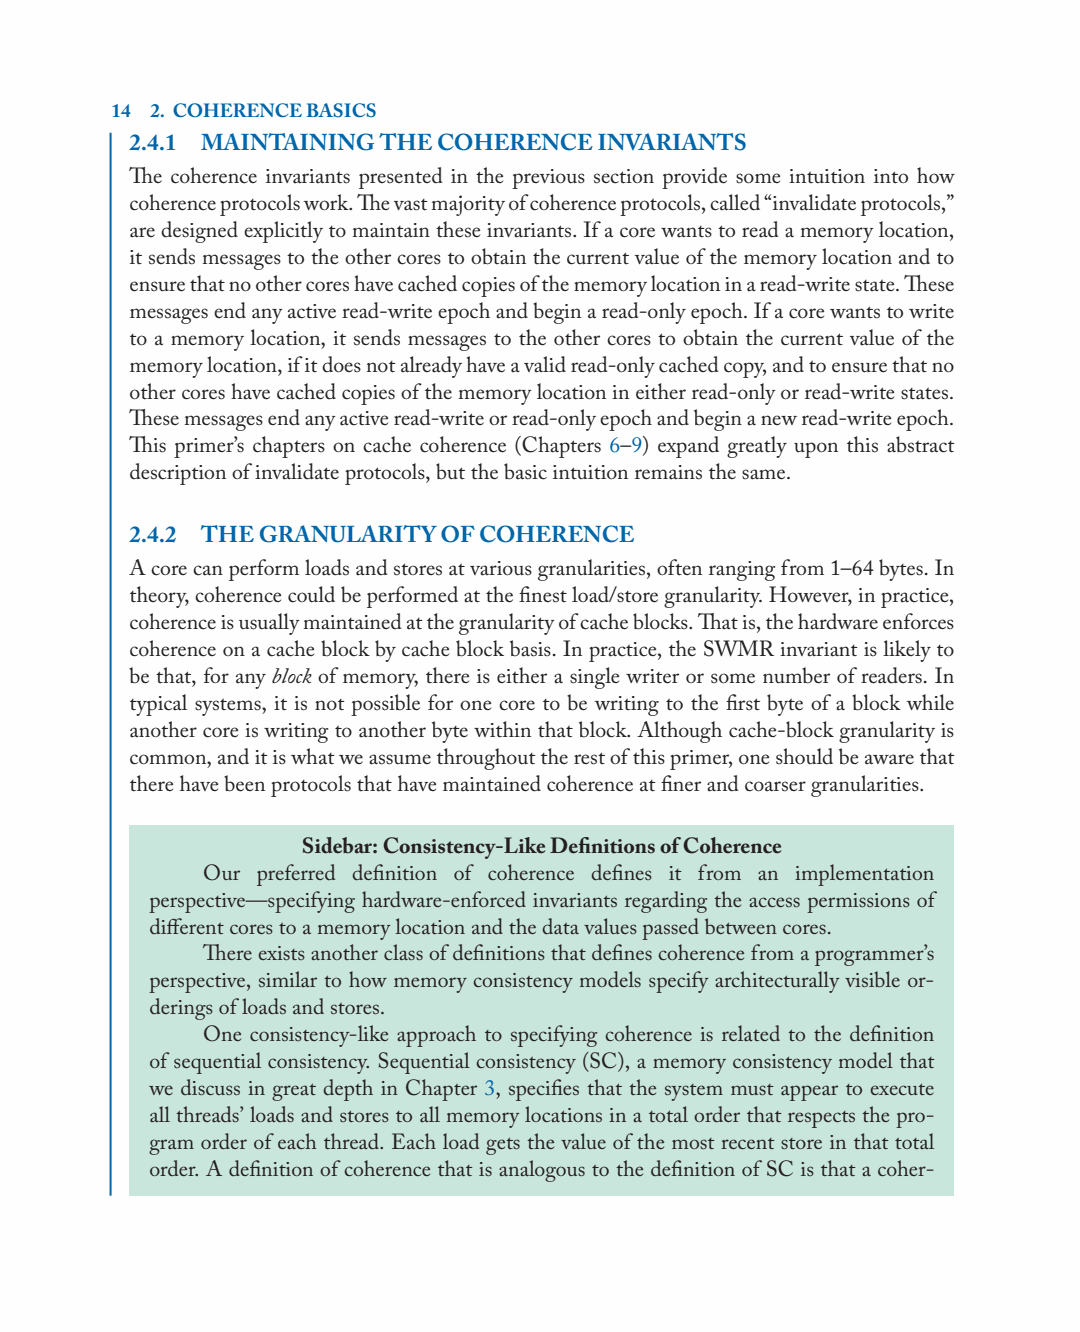 14 2. COHERENCE BASICS
2.4.1 MAINTAINING THE COHERENCE INVARIANTS
The coherence invariants presented in the previous section provide some intuition into how
coherence protocols work. The vast majority of coherence protocols, called “invalidate protocols,”
are designed explicitly to maintain these invariants. If a core wants to read a memory location,
it sends messages to the other cores to obtain the current value of the memory location and to
ensure that no other cores have cached copies of the memory location in a read-write state. These
messages end any active read-write epoch and begin a read-only epoch. If a core wants to write
to a memory location, it sends messages to the other cores to obtain the current value of the
memory location, if it does not already have a valid read-only cached copy, and to ensure that no
other cores have cached copies of the memory location in either read-only or read-write states.
These messages end any active read-write or read-only epoch and begin a new read-write epoch.
This primer’s chapters on cache coherence (Chapters 6–9) expand greatly upon this abstract
description of invalidate protocols, but the basic intuition remains the same.
2.4.2 THE GRANULARITY OF COHERENCE
A core can perform loads and stores at various granularities, often ranging from 1–64 bytes. In
theory, coherence could be performed at the finest load/store granularity. However, in practice,
coherence is usually maintained at the granularity of cache blocks. That is, the hardware enforces
coherence on a cache block by cache block basis. In practice, the SWMR invariant is likely to
be that, for any block of memory, there is either a single writer or some number of readers. In
typical systems, it is not possible for one core to be writing to the first byte of a block while
another core is writing to another byte within that block. Although cache-block granularity is
common, and it is what we assume throughout the rest of this primer, one should be aware that
there have been protocols that have maintained coherence at finer and coarser granularities.
Sidebar: Consistency-Like Definitions of Coherence
Our preferred definition of coherence defines it from an implementation
perspective—specifying hardware-enforced invariants regarding the access permissions of
different cores to a memory location and the data values passed between cores.
There exists another class of definitions that defines coherence from a programmer’s
perspective, similar to how memory consistency models specify architecturally visible or-
derings of loads and stores.
One consistency-like approach to specifying coherence is related to the definition
of sequential consistency. Sequential consistency (SC), a memory consistency model that
we discuss in great depth in Chapter 3, specifies that the system must appear to execute
all threads’ loads and stores to all memory locations in a total order that respects the pro-
gram order of each thread. Each load gets the value of the most recent store in that total
order. A definition of coherence that is analogous to the definition of SC is that a coher-